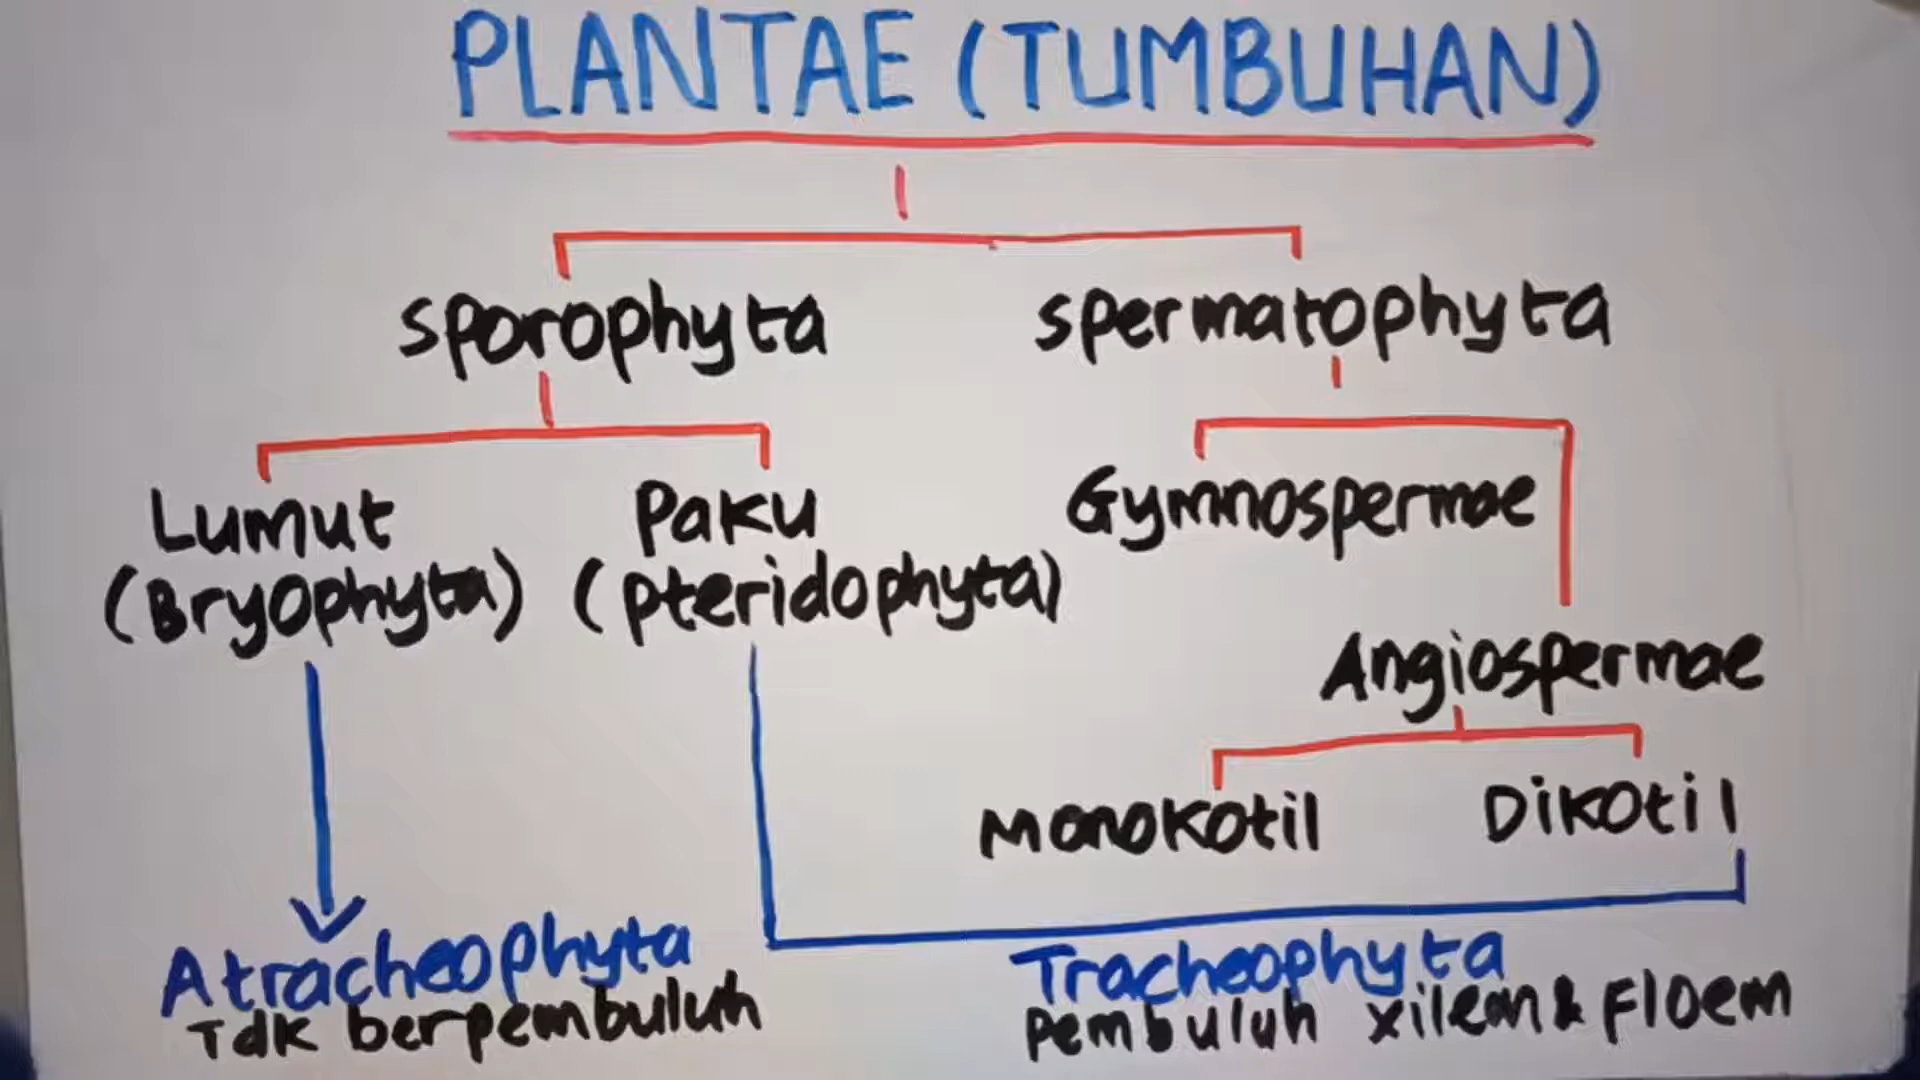 PLANTAE (TUMBUHAN)
Sporophyta
Spermatophyta
Lumut
(Bryophyta)
Paku
(Pteridophyta)
Gymnospermae
Angiospermae
Monokotil
Dikotil
Atracheophyta
Tdk berpembuluh
Tracheophyta
Pembuluh xilem & Floem